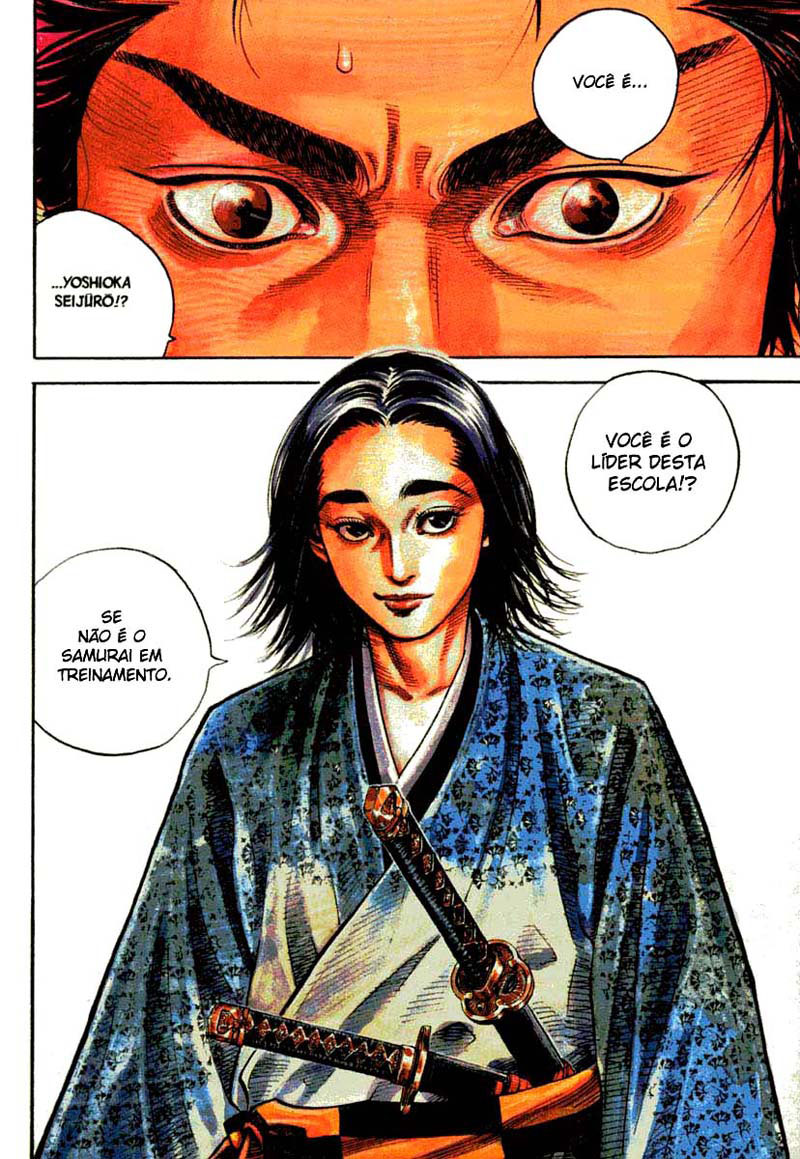 VOCÊ É...
...YOSHIOKA
SEIJŪRŌ!?
VOCÊ É O
LÍDER DESTA
ESCOLA!?
SE
NÃO É O
SAMURAI EM
TREINAMENTO.